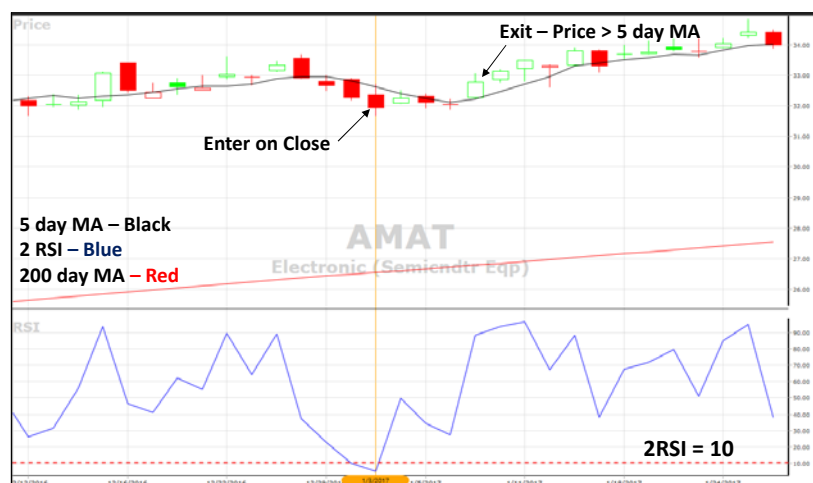 Price
Exit – Price > 5 day MA
34.00
33.00
32.00
Enter on Close
31.00
30.00
29.00
5 day MA – Black
AMAT
28.00
2 RSI – Blue
Electronic (Semicndtr Eqp)
27.00
200 day MA – Red
26.00
RSI
90.00
80.00
70.00
60.00
50.00
40.00
30.00
20.00
2RSI = 10
10.00
1/3/2017